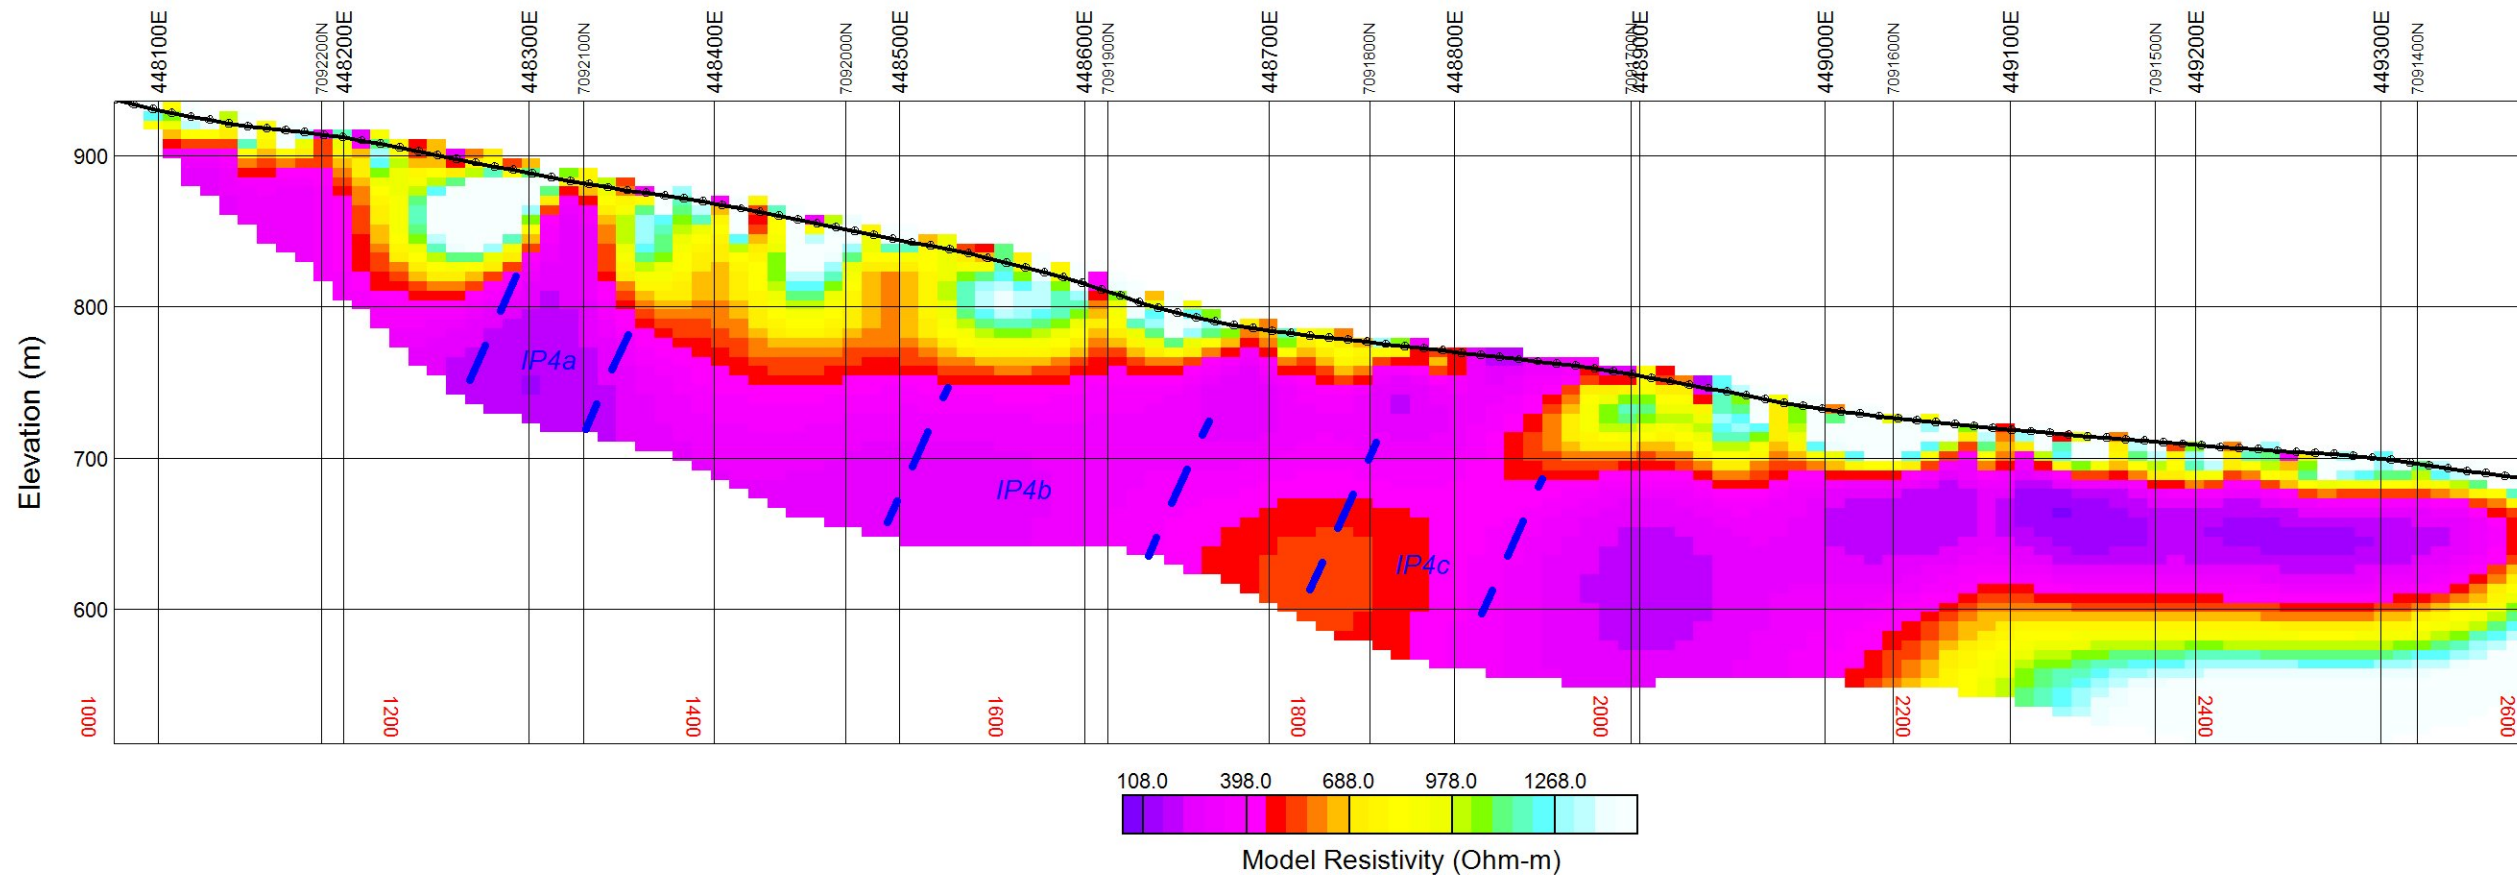 448100E
7092200N
448200E
448300E
7092100N
448400E
7092000N
448500E
448600E
7091900N
448700E
7091800N
448800E
7091700N
448900E
449000E
7091600N
449100E
7091500N
449200E
449300E
7091400N
Elevation (m)
900
800
700
600
IP4a
IP4b
IP4c
1000
1200
1400
1600
1800
2000
2200
2400
2600
108.0 398.0 688.0 978.0 1268.0
Model Resistivity (Ohm-m)